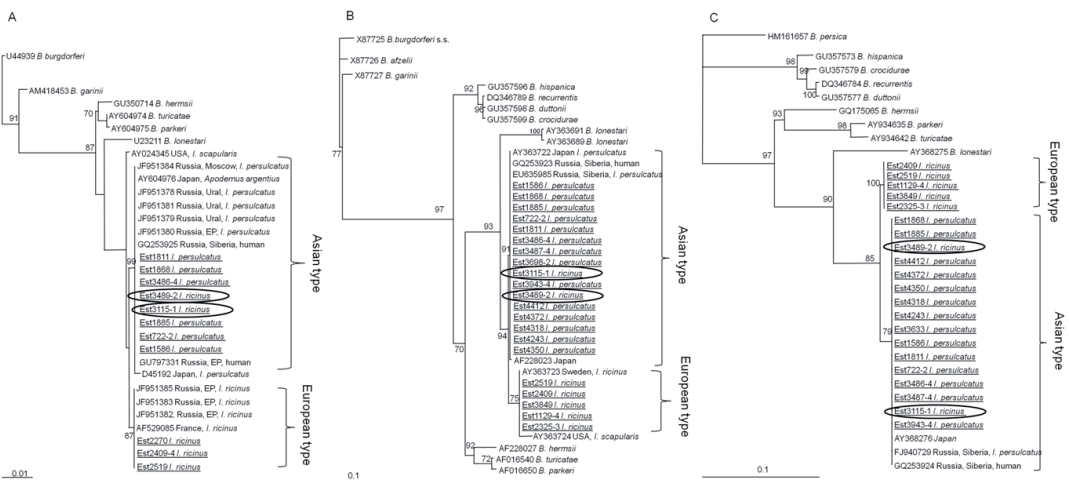 A
U44939 B. burgdorferi
AM418453 B. garinii
91
GU350714 B. hermsii
70
AY604974 B. turicatae
AY604975 B. parkeri
U23211 B. lonestari
87
AY024345 USA, I. scapularis
JF951384 Russia, Moscow, I. persulcatus
AY604976 Japan, Apodemus argentius
JF951378 Russia, Ural, I. persulcatus
JF951381 Russia, Ural, I. persulcatus
JF951379 Russia, Ural, I. persulcatus
JF951380 Russia, EP, I. persulcatus
GQ253925 Russia, Siberia, human
Est1811 I. persulcatus
99
Est1868 I. persulcatus
Est3486-4 I. persulcatus
Est3489-2 I. ricinus
Est3115-1 I. ricinus
Est1885 I. persulcatus
Est722-2 I. persulcatus
Est1586 I. persulcatus
GU797331 Russia, EP, human
D45192 Japan, I. persulcatus
Asian type
JF951385 Russia, EP, I. ricinus
JF951383 Russia, EP, I. ricinus
JF951382, Russia, EP, I. ricinus
AF529085 France, I. ricinus
87
Est2270 I. ricinus
Est2409-4 I. ricinus
Est2519 I. ricinus
European type
0.01
B
X87725 B.burgdorferi s.s.
X87726 B. afzelii
X87727 B. garinii
77
92
GU357596 B. hispanica
DQ346789 B. recurrentis
96
GU357598 B. duttonii
GU357599 B. crocidurae
100
AY363691 B. lonestari
AY363689 B. lonestari
AY363722 Japan I. persulcatus
GQ253923 Russia, Siberia, human
EU635985 Russia, Siberia, I. persulcatus
Est1586 I. persulcatus
Est1868 I. persulcatus
Est1885 I. persulcatus
97
Est722-2 I. persulcatus
93
Est1811 I. persulcatus
Est3486-4 I. persulcatus
91
Est3487-4 I. persulcatus
Est3698-2 I. persulcatus
Est3115-1 I. ricinus
Est3943-4 I. persulcatus
Est3489-2 I. ricinus
Est4412 I. persulcatus
Est4372 I. persulcatus
Est4318 I. persulcatus
94
Est4243 I. persulcatus
70
Est4350 I. persulcatus
AF228023 Japan
Asian type
AY363723 Sweden, I. ricinus
Est2519 I. ricinus
Est2409 I. ricinus
75
Est3849 I. ricinus
Est1129-4 I. ricinus
Est2325-3 I. ricinus
AY363724 USA, I. scapularis
European type
92
AF228027 B. hermsii
72
AF016540 B. turicatae
AF016650 B. parkeri
0.1
C
HM161657 B. persica
GU357573 B. hispanica
98
99
GU357579 B. crocidurae
DQ346784 B. recurrentis
100
GU357577 B. duttonii
GQ175065 B. hermsii
93
AY934635 B. parkeri
98
AY934642 B. turicatae
AY368275 B. lonestari
97
Est2409 I. ricinus
Est2519 I. ricinus
100
Est1129-4 I. ricinus
Est3849 I. ricinus
90
Est2325-3 I. ricinus
European type
Est1868 I. persulcatus
Est1885 I. persulcatus
Est3489-2 I. ricinus
85
Est4412 I. persulcatus
Est4372 I. persulcatus
Est4350 I. persulcatus
Est4318 I. persulcatus
Est4243 I. persulcatus
79
Est3633 I. persulcatus
Est1586 I. persulcatus
Est1811 I. persulcatus
Est722-2 I. persulcatus
Est3486-4 I. persulcatus
Est3487-4 I. persulcatus
Est3115-1 I. ricinus
Est3943-4 I. persulcatus
AY368276 Japan
FJ940729 Russia, Siberia, I. persulcatus
GQ253924 Russia, Siberia, human
Asian type
0.1